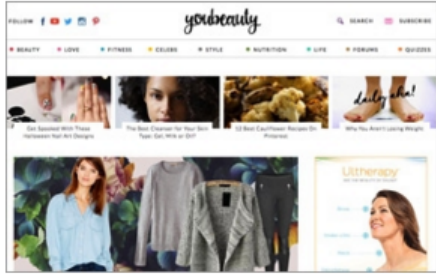 FOLLOW
youbeauty
SEARCH
SUBSCRIBE
BEAUTY
LOVE
FITNESS
CELEBS
STYLE
NUTRITION
LIFE
FORUMS
QUIZZES
daily aha!
Get Spooked With These
Halloween Nail Art Designs
The Best Cleanser for Your Skin
Type: Gel, Milk or Oil?
12 Best Cauliflower Recipes On
Pinterest
Why You Aren't Losing Weight
Ultherapy